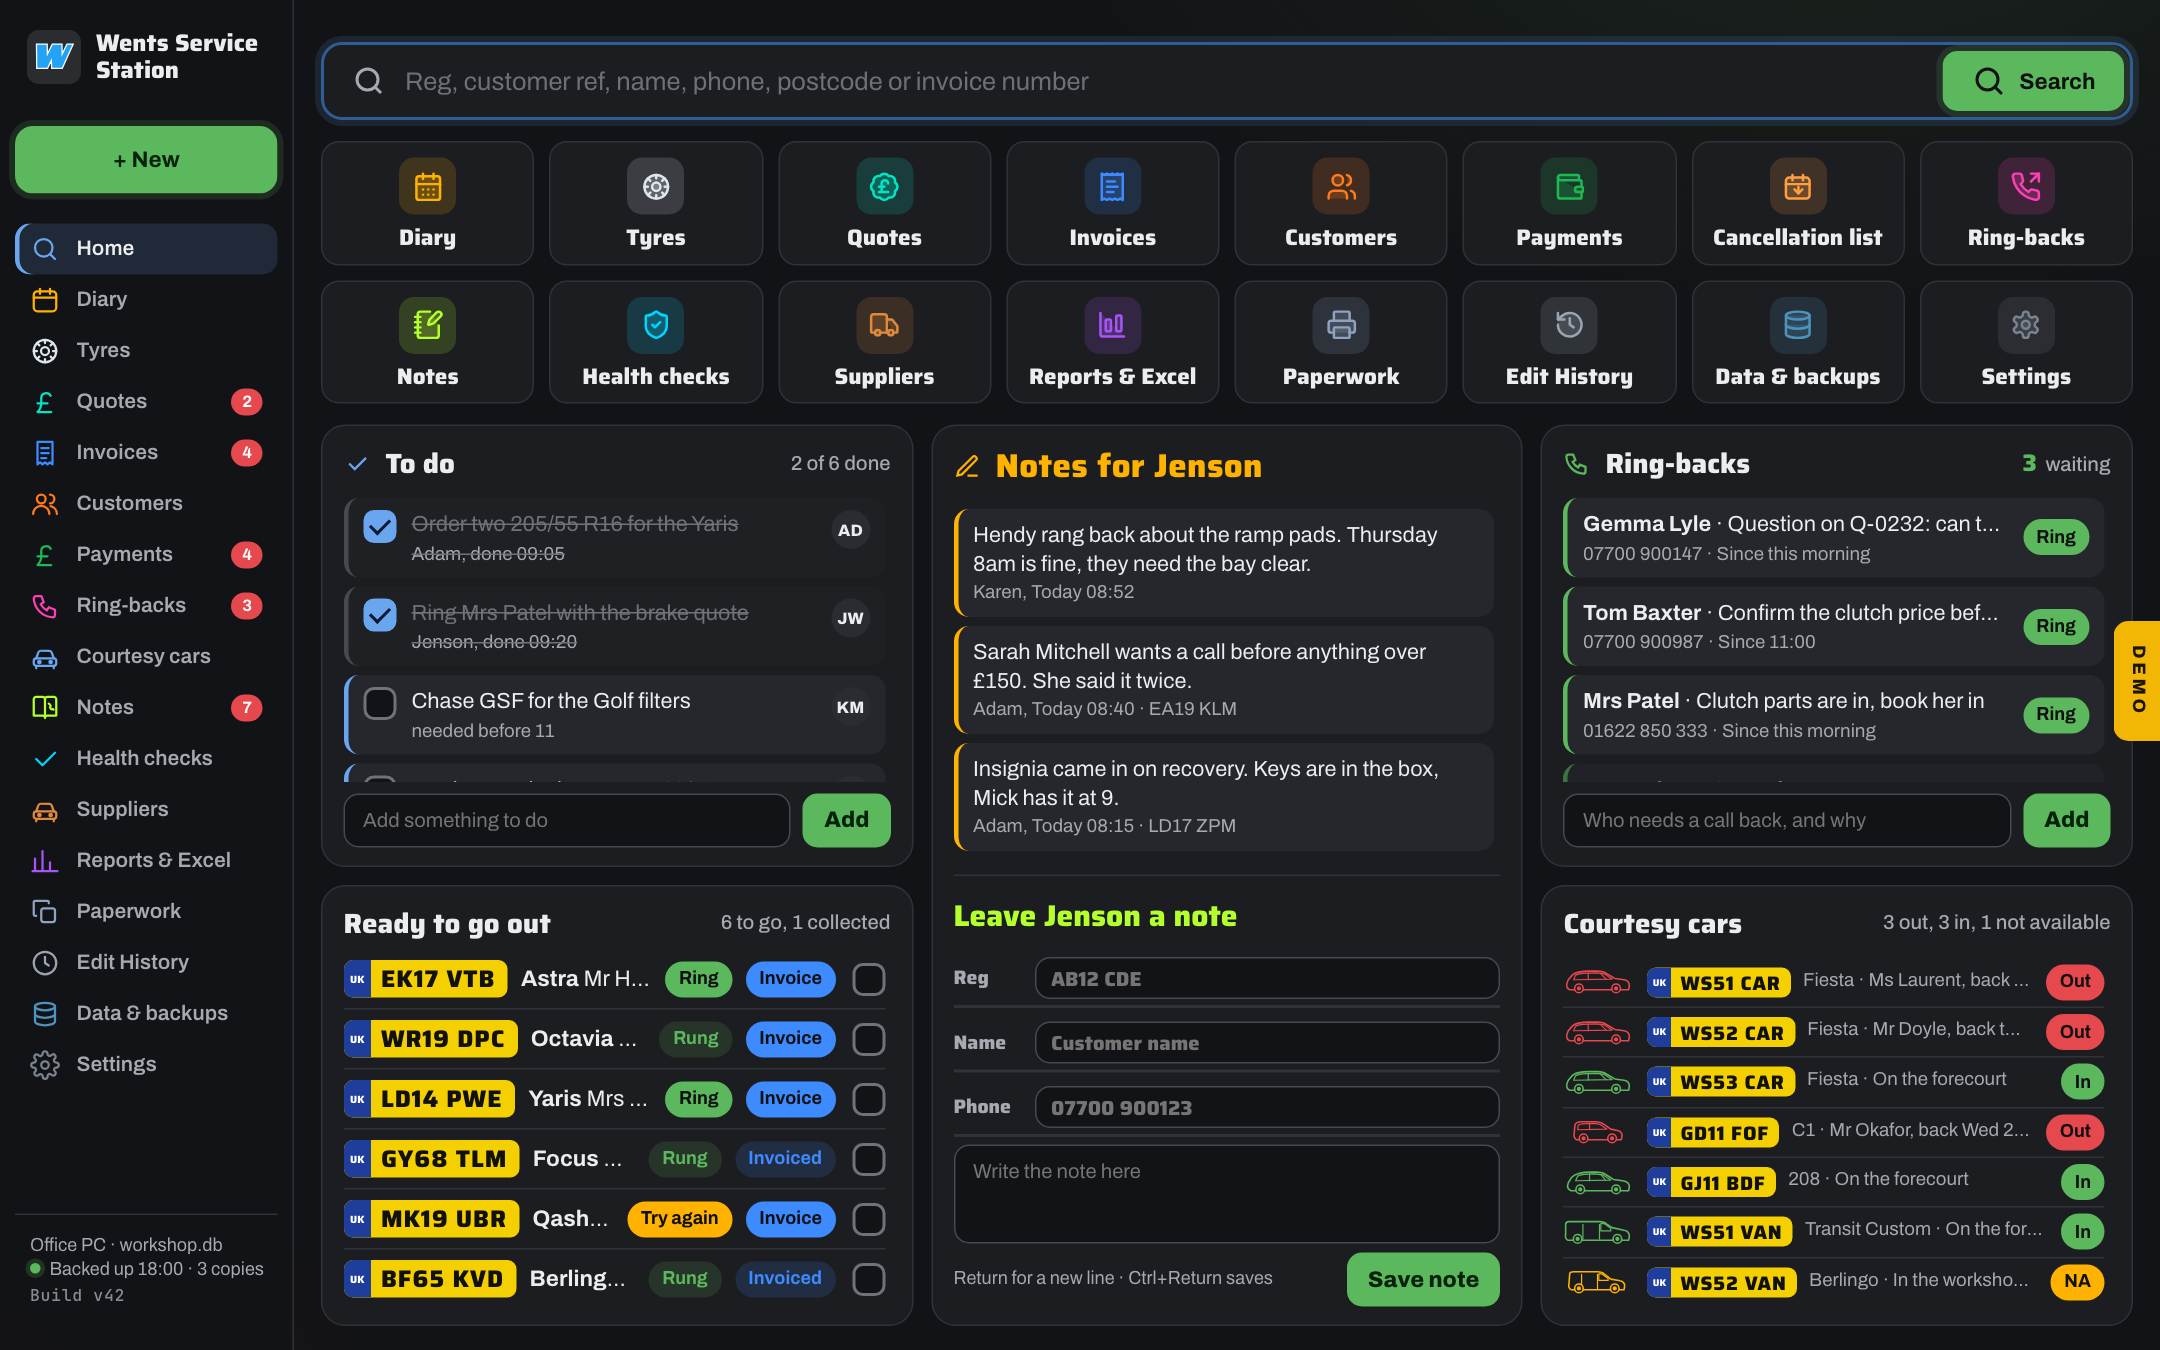 Wents Service
Station
+ New
Home
Diary
Tyres
£ Quotes 2
Invoices 4
Customers
£ Payments 4
Ring-backs 3
Courtesy cars
Notes 7
Health checks
Suppliers
Reports & Excel
Paperwork
Edit History
Data & backups
Settings
Office PC · workshop.db
Backed up 18:00 · 3 copies
Build v42
Reg, customer ref, name, phone, postcode or invoice number
Search
Diary
Tyres
Quotes
Invoices
Customers
Payments
Cancellation list
Ring-backs
Notes
Health checks
Suppliers
Reports & Excel
Paperwork
Edit History
Data & backups
Settings
To do
2 of 6 done
Order two 205/55 R16 for the Yaris
Adam, done 09:05
AD
Ring Mrs Patel with the brake quote
Jenson, done 09:20
JW
Chase GSF for the Golf filters
needed before 11
KM
Add something to do
Add
Ready to go out
6 to go, 1 collected
UK EK17 VTB Astra Mr H... Ring Invoice
UK WR19 DPC Octavia ... Rung Invoice
UK LD14 PWE Yaris Mrs ... Ring Invoice
UK GY68 TLM Focus ... Rung Invoiced
UK MK19 UBR Qash... Try again Invoice
UK BF65 KVD Berling... Rung Invoiced
Notes for Jenson
Hendy rang back about the ramp pads. Thursday
8am is fine, they need the bay clear.
Karen, Today 08:52
Sarah Mitchell wants a call before anything over
£150. She said it twice.
Adam, Today 08:40 · EA19 KLM
Insignia came in on recovery. Keys are in the box,
Mick has it at 9.
Adam, Today 08:15 · LD17 ZPM
Leave Jenson a note
Reg AB12 CDE
Name Customer name
Phone 07700 900123
Write the note here
Return for a new line · Ctrl+Return saves
Save note
Ring-backs
3 waiting
Gemma Lyle · Question on Q-0232: can t...
07700 900147 · Since this morning
Ring
Tom Baxter · Confirm the clutch price bef...
07700 900987 · Since 11:00
Ring
Mrs Patel · Clutch parts are in, book her in
01622 850 333 · Since this morning
Ring
Who needs a call back, and why
Add
DEMO
Courtesy cars
3 out, 3 in, 1 not available
UK WS51 CAR Fiesta · Ms Laurent, back ... Out
UK WS52 CAR Fiesta · Mr Doyle, back t... Out
UK WS53 CAR Fiesta · On the forecourt In
UK GD11 FOF C1 · Mr Okafor, back Wed 2... Out
UK GJ11 BDF 208 · On the forecourt In
UK WS51 VAN Transit Custom · On the for... In
UK WS52 VAN Berlingo · In the worksho... NA